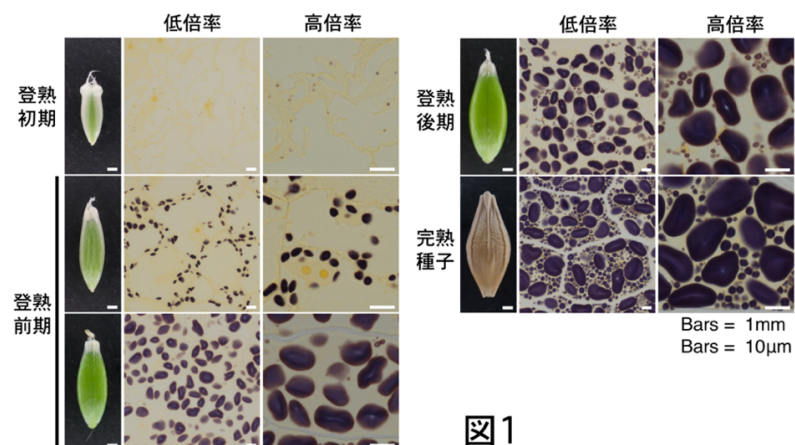 低倍率
高倍率
登熟
初期
登熟
前期
低倍率
高倍率
登熟
後期
完熟
種子
Bars = 1mm
Bars = 10μm
図1